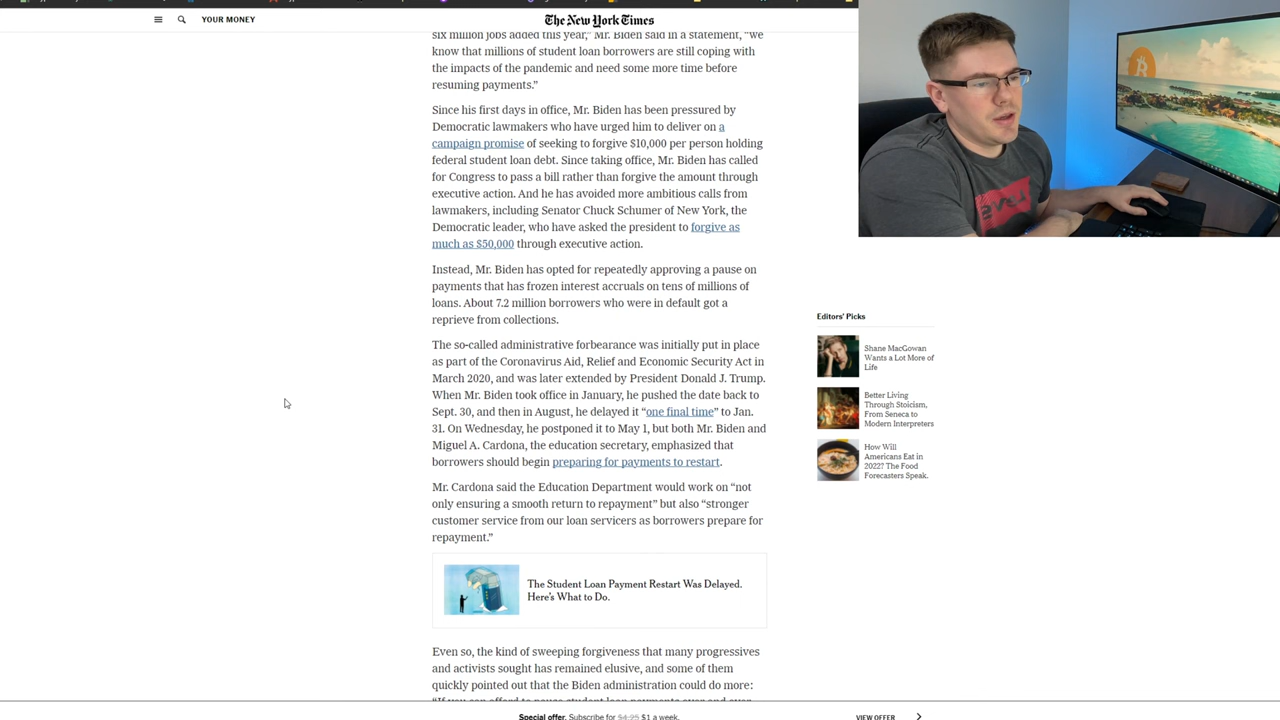 YOUR MONEY
The New York Times
six million jobs added this year,” Mr. Biden said in a statement, “we
know that millions of student loan borrowers are still coping with
the impacts of the pandemic and need some more time before
resuming payments.”
Since his first days in office, Mr. Biden has been pressured by
Democratic lawmakers who have urged him to deliver on a
campaign promise of seeking to forgive $10,000 per person holding
federal student loan debt. Since taking office, Mr. Biden has called
for Congress to pass a bill rather than forgive the amount through
executive action. And he has avoided more ambitious calls from
lawmakers, including Senator Chuck Schumer of New York, the
Democratic leader, who have asked the president to forgive as
much as $50,000 through executive action.
Instead, Mr. Biden has opted for repeatedly approving a pause on
payments that has frozen interest accruals on tens of millions of
loans. About 7.2 million borrowers who were in default got a
reprieve from collections.
The so-called administrative forbearance was initially put in place
as part of the Coronavirus Aid, Relief and Economic Security Act in
March 2020, and was later extended by President Donald J. Trump.
When Mr. Biden took office in January, he pushed the date back to
Sept. 30, and then in August, he delayed it “one final time” to Jan.
31. On Wednesday, he postponed it to May 1, but both Mr. Biden and
Miguel A. Cardona, the education secretary, emphasized that
borrowers should begin preparing for payments to restart.
Mr. Cardona said the Education Department would work on “not
only ensuring a smooth return to repayment” but also “stronger
customer service from our loan servicers as borrowers prepare for
repayment.”
The Student Loan Payment Restart Was Delayed.
Here’s What to Do.
Even so, the kind of sweeping forgiveness that many progressives
and activists sought has remained elusive, and some of them
quickly pointed out that the Biden administration could do more:
Editors’ Picks
Shane MacGowan
Wants a Lot More of
Life
Better Living
Through Stoicism,
From Seneca to
Modern Interpreters
How Will
Americans Eat in
2022? The Food
Forecasters Speak.
Special offer. Subscribe for $4.25 $1 a week.
VIEW OFFER